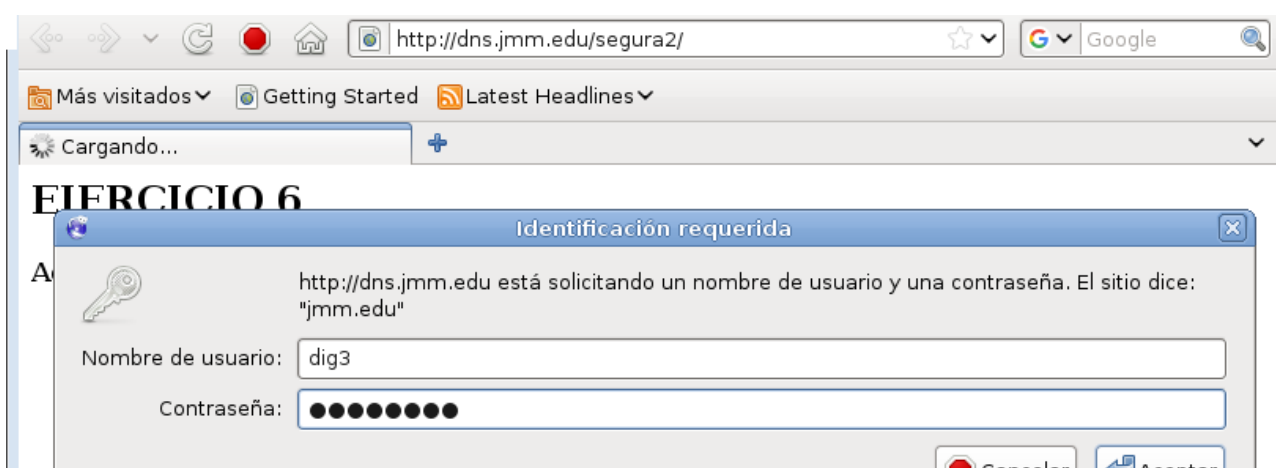 http://dns.jmm.edu/segura2/
Google
Más visitados
Getting Started
Latest Headlines
Cargando...
EJERCICIO 6
Identificación requerida
http://dns.jmm.edu está solicitando un nombre de usuario y una contraseña. El sitio dice:
"jmm.edu"
Nombre de usuario: dig3
Contraseña: ●●●●●●●●
Cancelar Aceptar